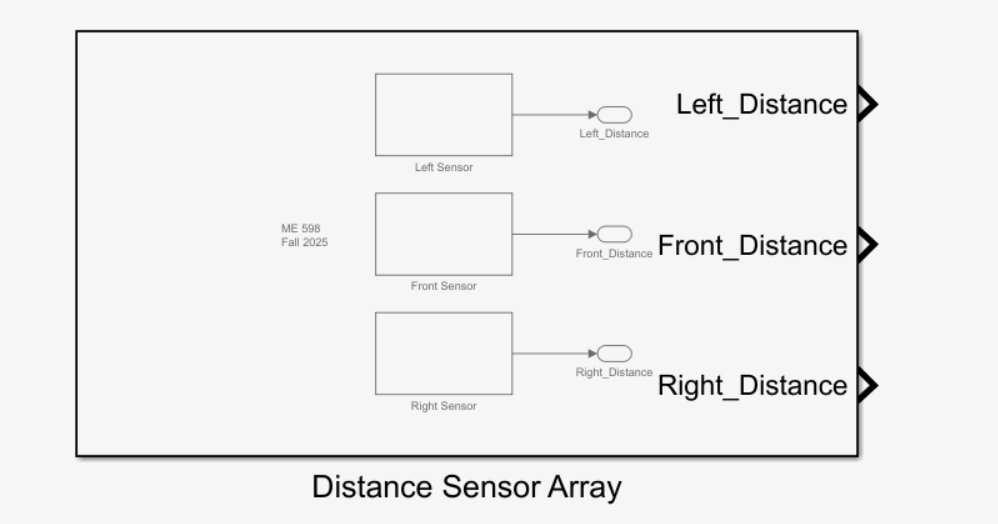 Left_Distance
Left_Distance
Left Sensor
ME 598
Fall 2025
Front_Distance
Front_Distance
Front Sensor
Right_Distance
Right_Distance
Right Sensor
Distance Sensor Array